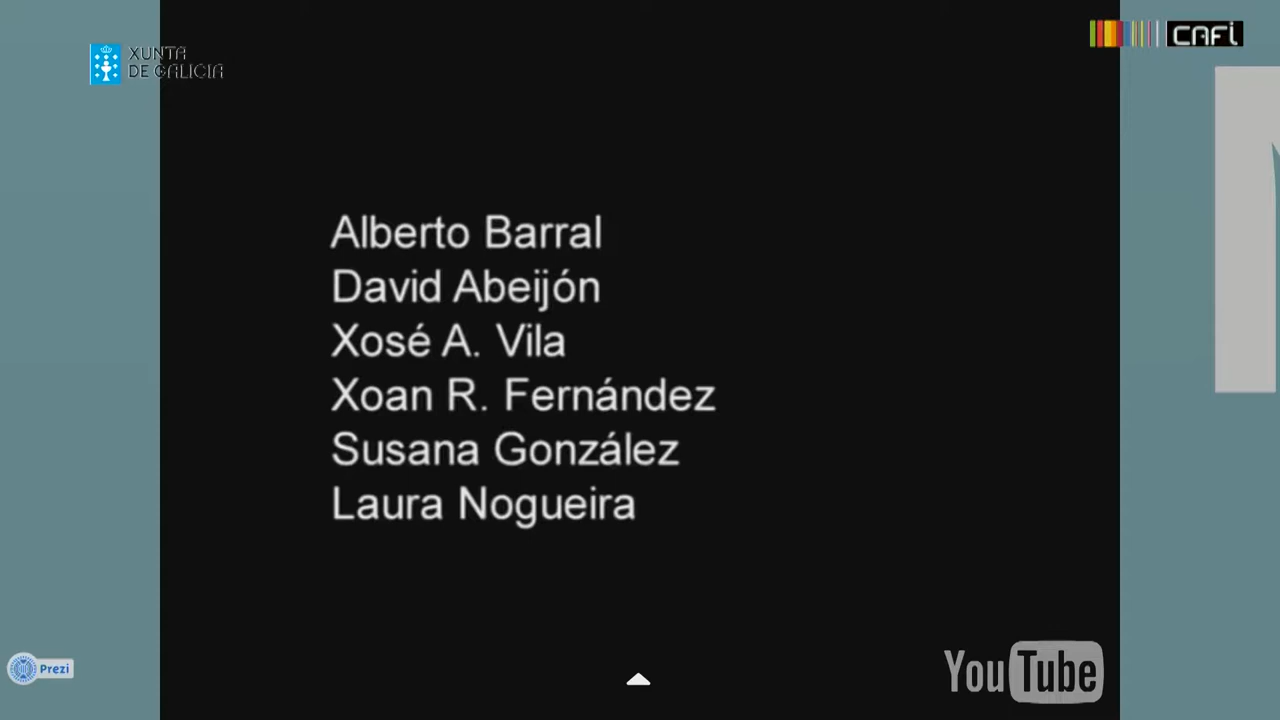 XUNTA
DE GALICIA
CAFi
Alberto Barral
David Abeijón
Xosé A. Vila
Xoan R. Fernández
Susana González
Laura Nogueira
Prezi
YouTube